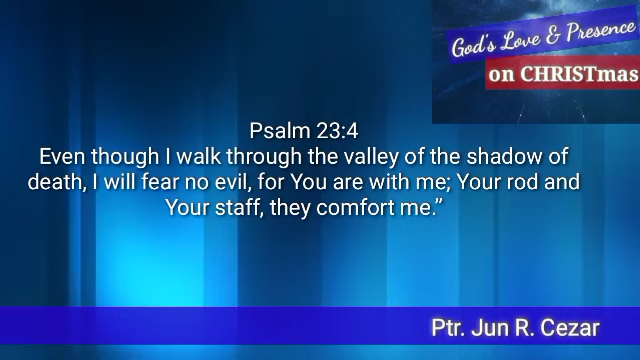 God's Love & Presence
on CHRISTmas
Psalm 23:4
Even though I walk through the valley of the shadow of
death, I will fear no evil, for You are with me; Your rod and
Your staff, they comfort me.”
Ptr. Jun R. Cezar